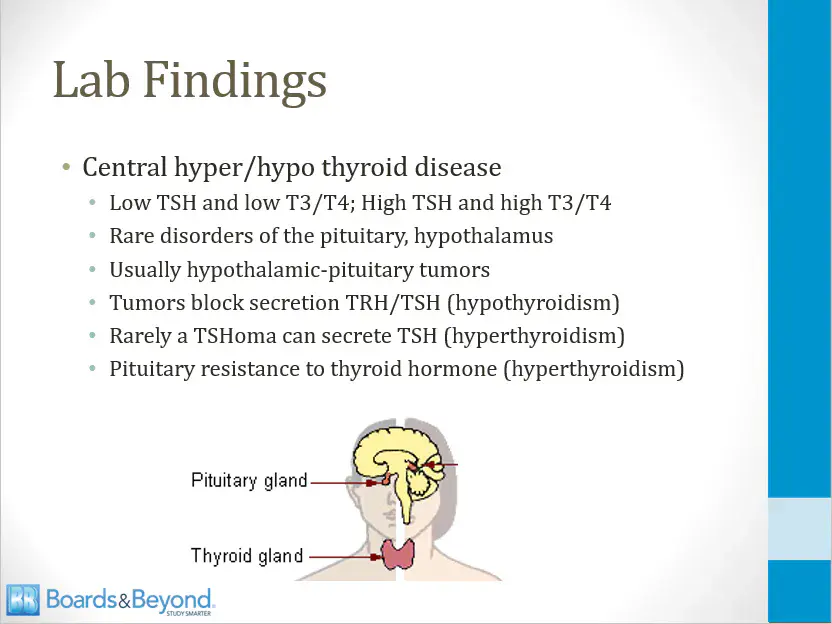 Lab Findings
• Central hyper/hypo thyroid disease
• Low TSH and low T3/T4; High TSH and high T3/T4
• Rare disorders of the pituitary, hypothalamus
• Usually hypothalamic-pituitary tumors
• Tumors block secretion TRH/TSH (hypothyroidism)
• Rarely a TSHoma can secrete TSH (hyperthyroidism)
• Pituitary resistance to thyroid hormone (hyperthyroidism)
Pituitary gland
Thyroid gland
BB Boards&Beyond.
STUDY SMARTER